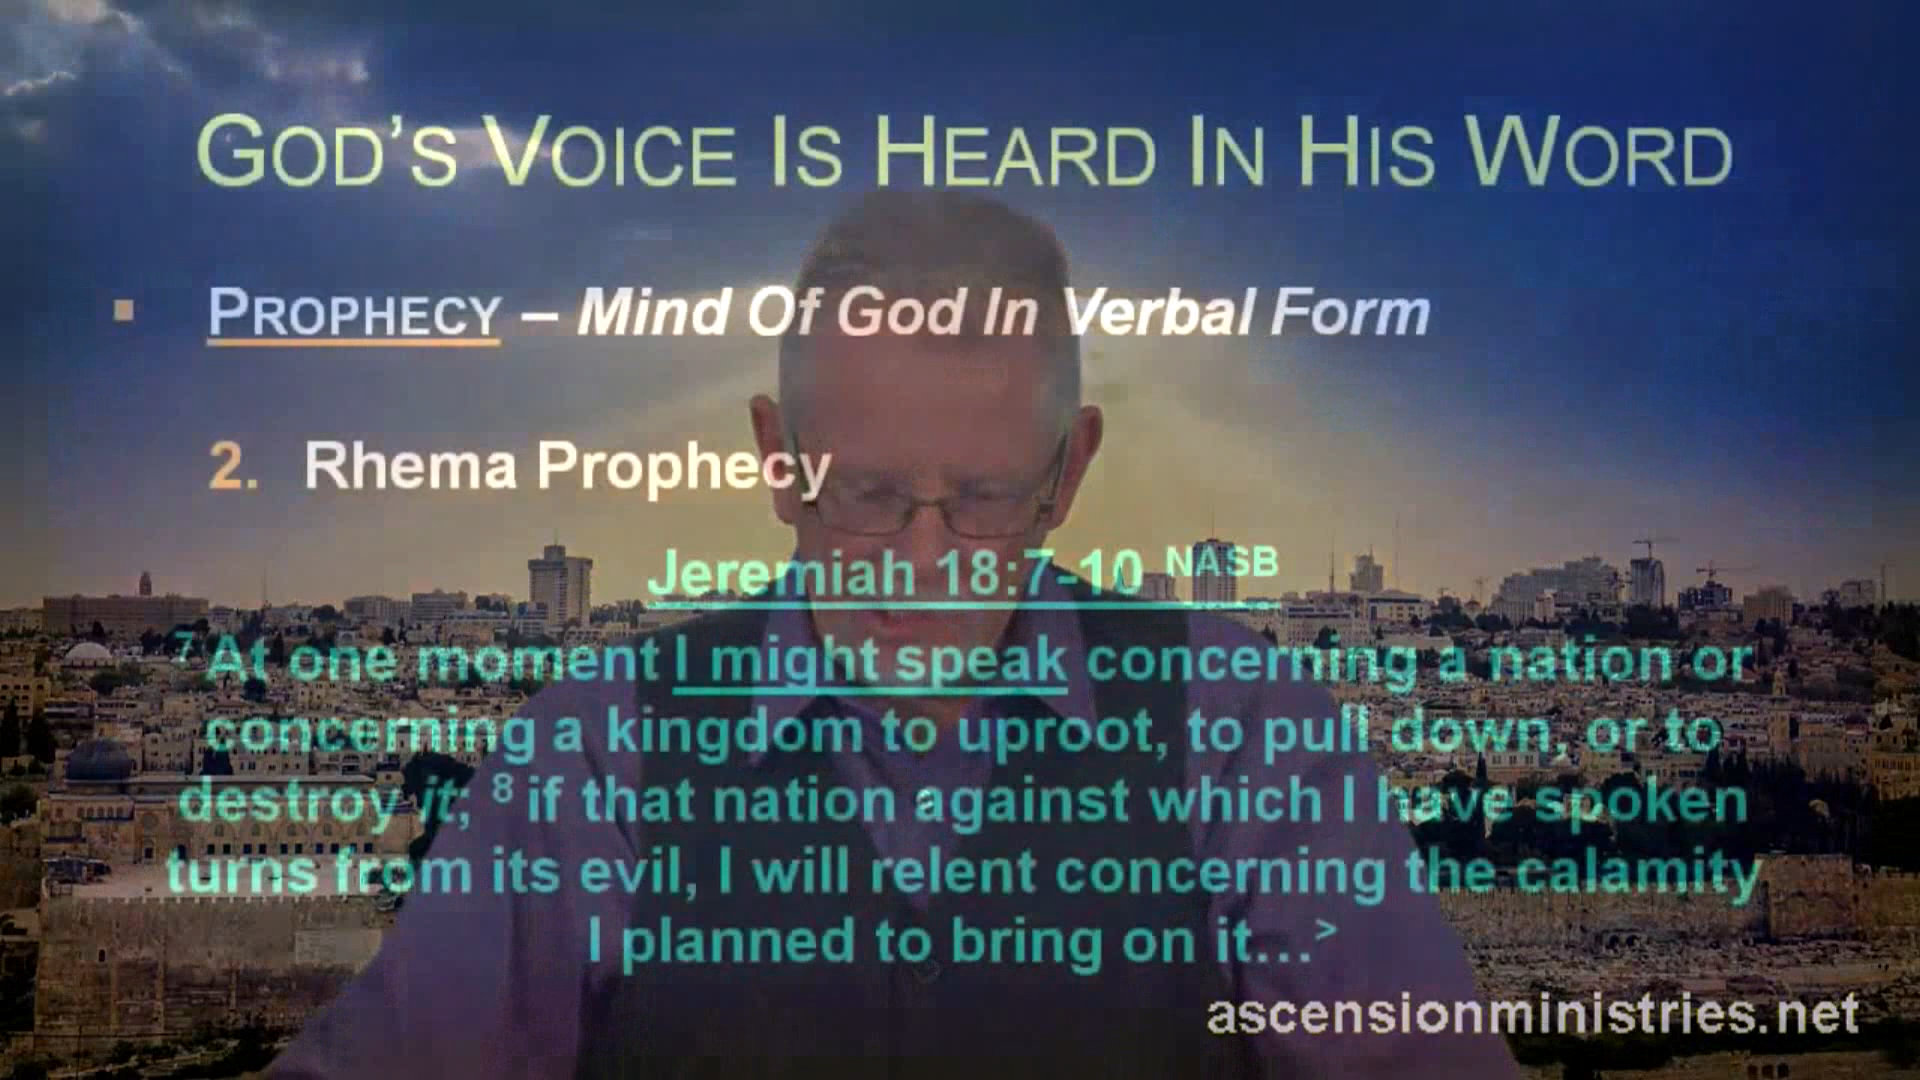 GOD'S VOICE IS HEARD IN HIS WORD
▪ PROPHECY – Mind Of God In Verbal Form
2. Rhema Prophecy
Jeremiah 18:7-10 NASB
7 At one moment I might speak concerning a nation or
concerning a kingdom to uproot, to pull down, or to
destroy it; 8 if that nation against which I have spoken
turns from its evil, I will relent concerning the calamity
I planned to bring on it…>
ascensionministries.net